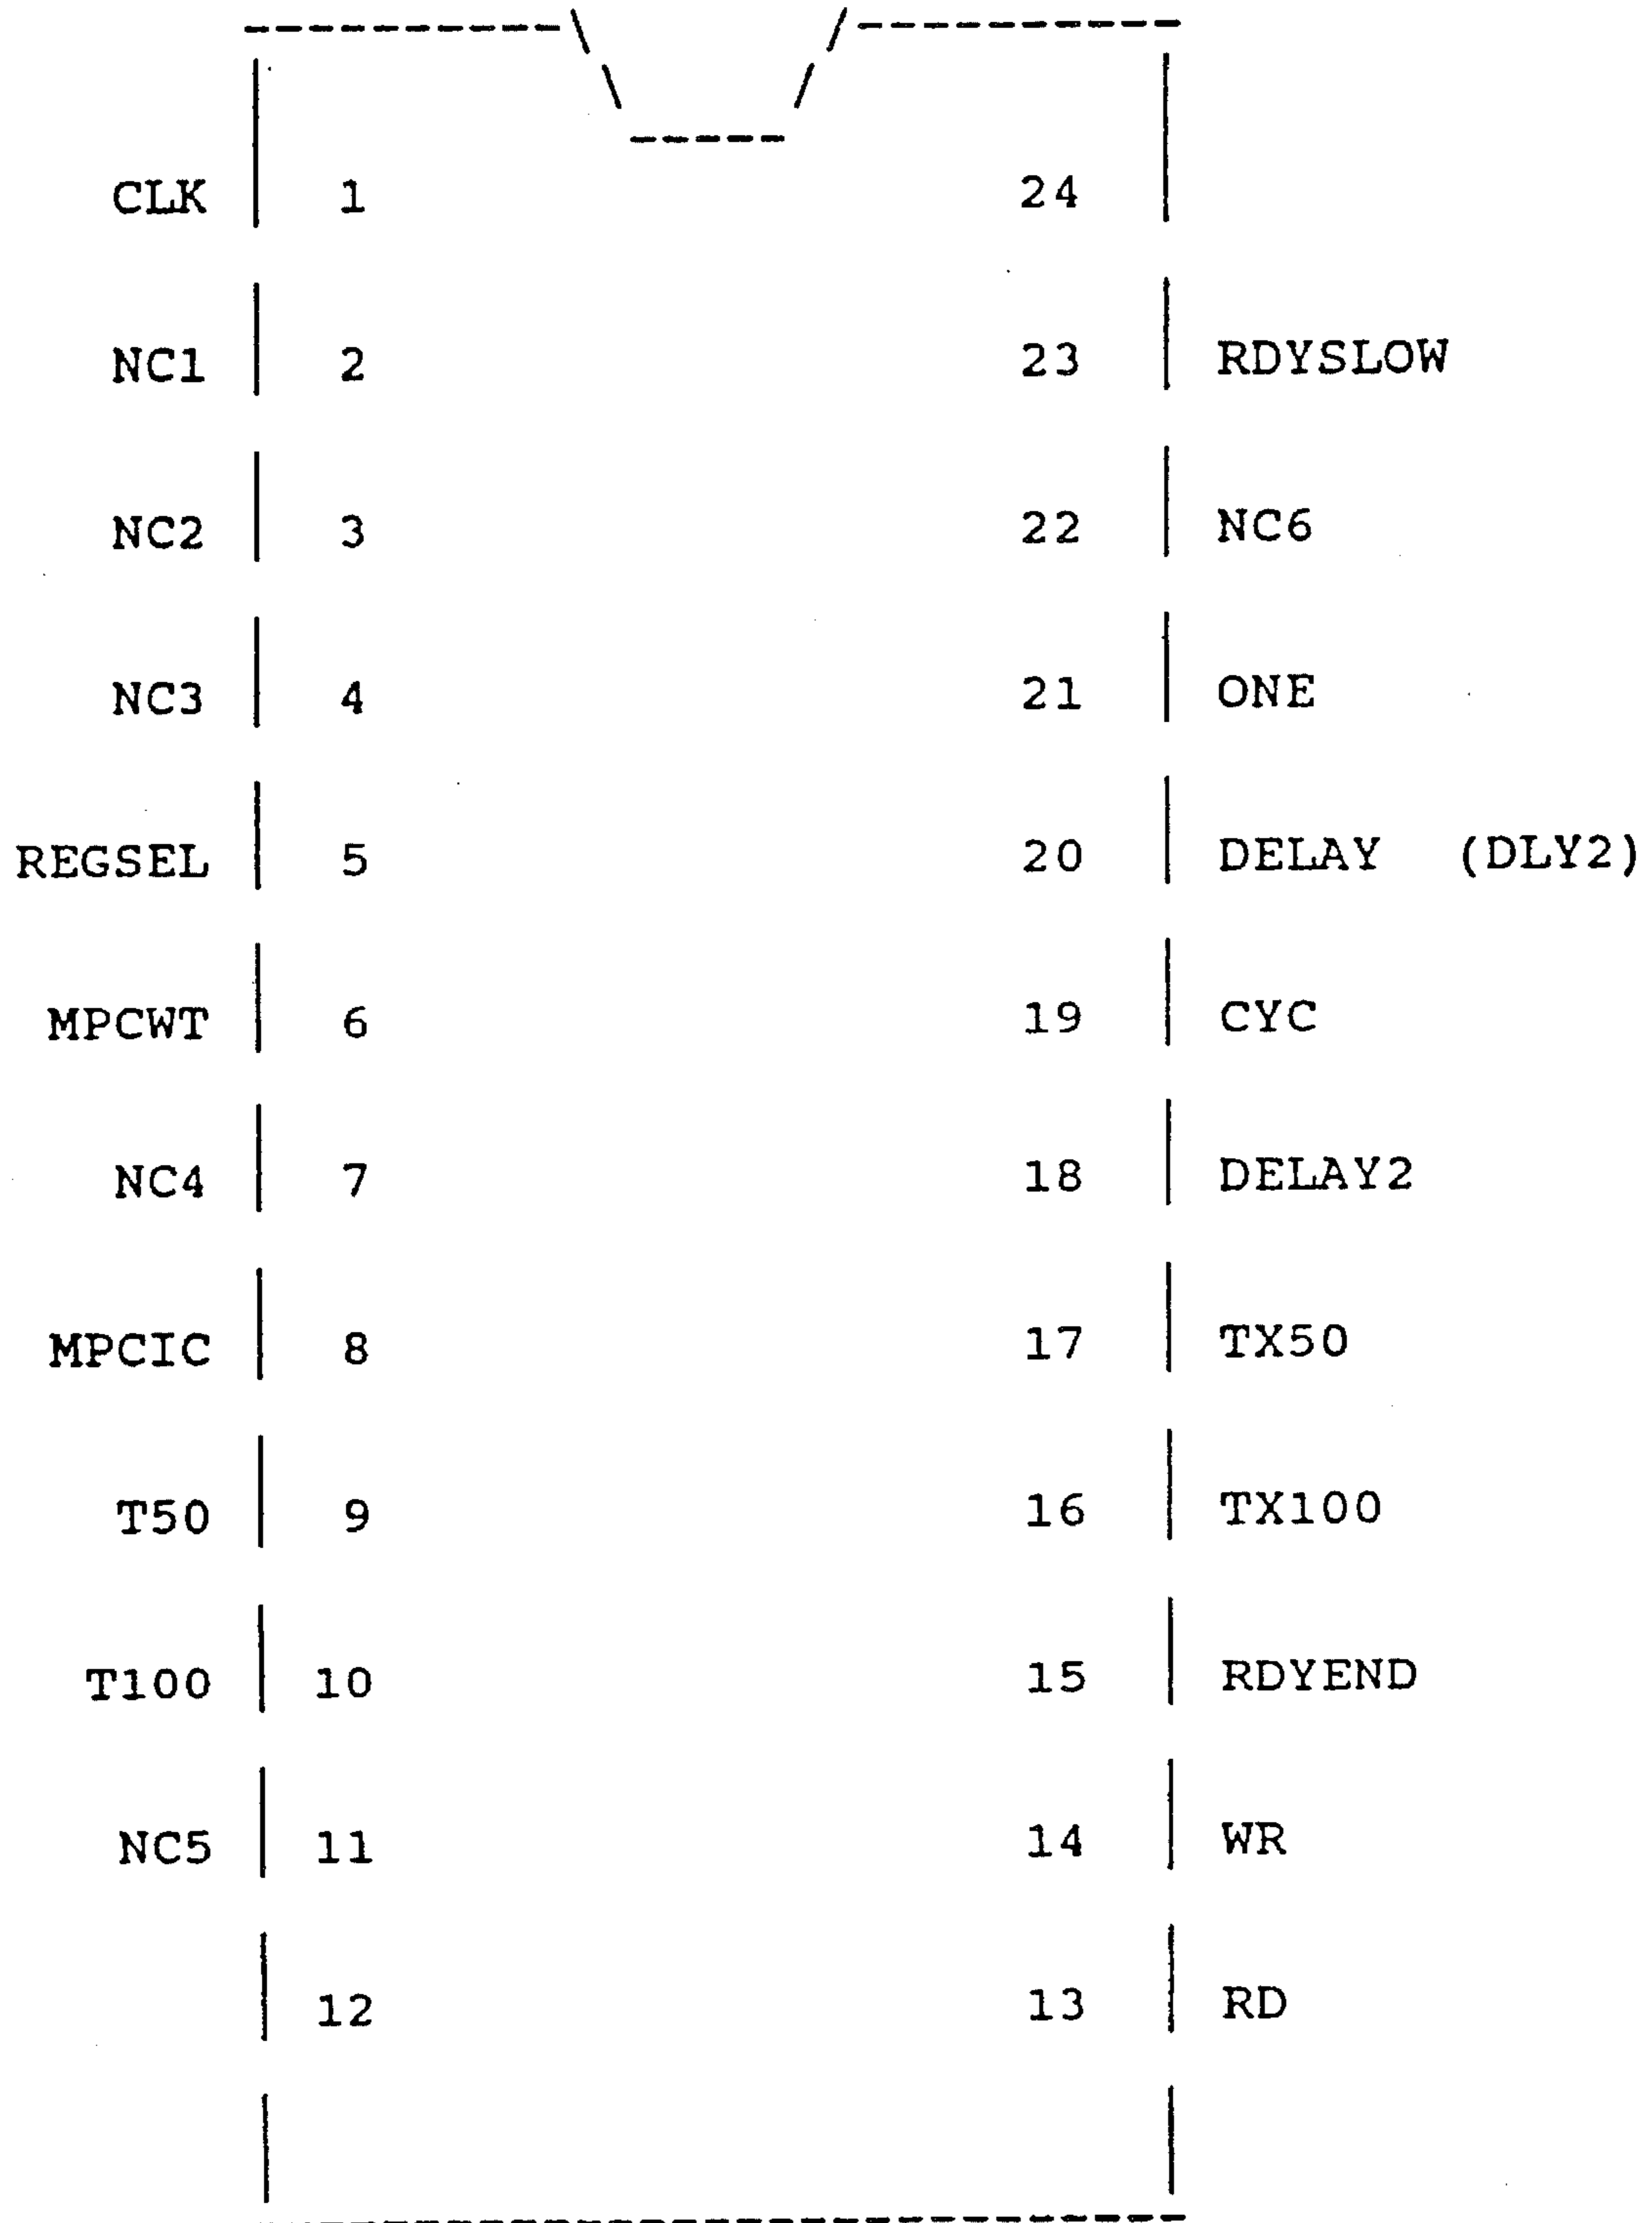 CLK 1 24
NC1 2 23 RDYSLOW
NC2 3 22 NC6
NC3 4 21 ONE
REGSEL 5 20 DELAY (DLY2)
MPCWT 6 19 CYC
NC4 7 18 DELAY2
MPCIC 8 17 TX50
T50 9 16 TX100
T100 10 15 RDYEND
NC5 11 14 WR
12 13 RD